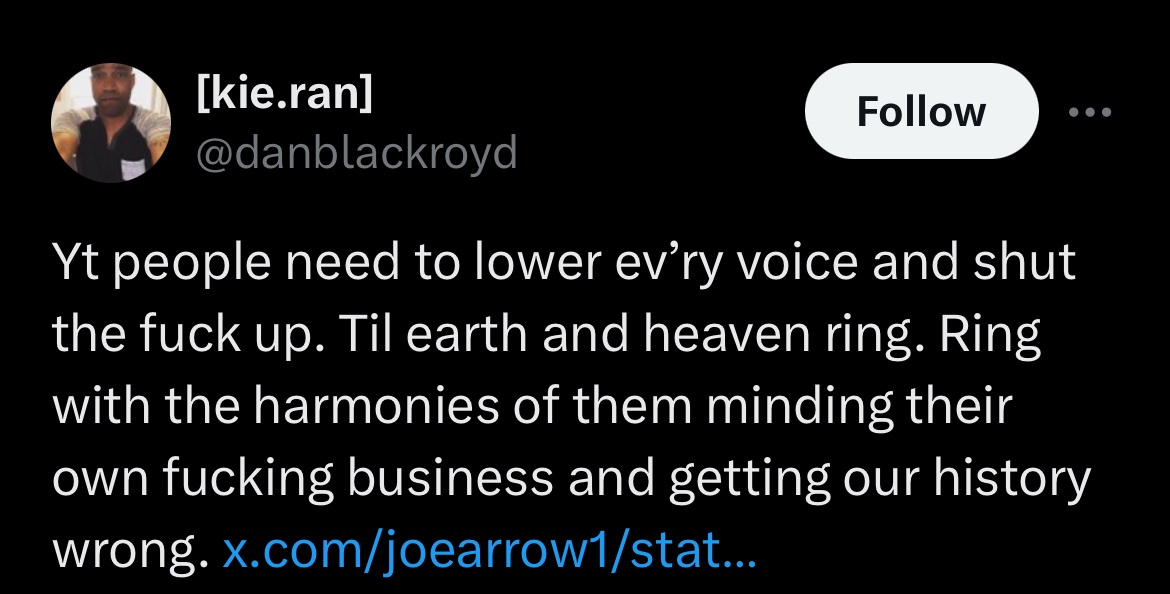 [kie.ran]
@danblackroyd
Follow
Yt people need to lower ev’ry voice and shut
the fuck up. Til earth and heaven ring. Ring
with the harmonies of them minding their
own fucking business and getting our history
wrong. x.com/joearrow1/stat...